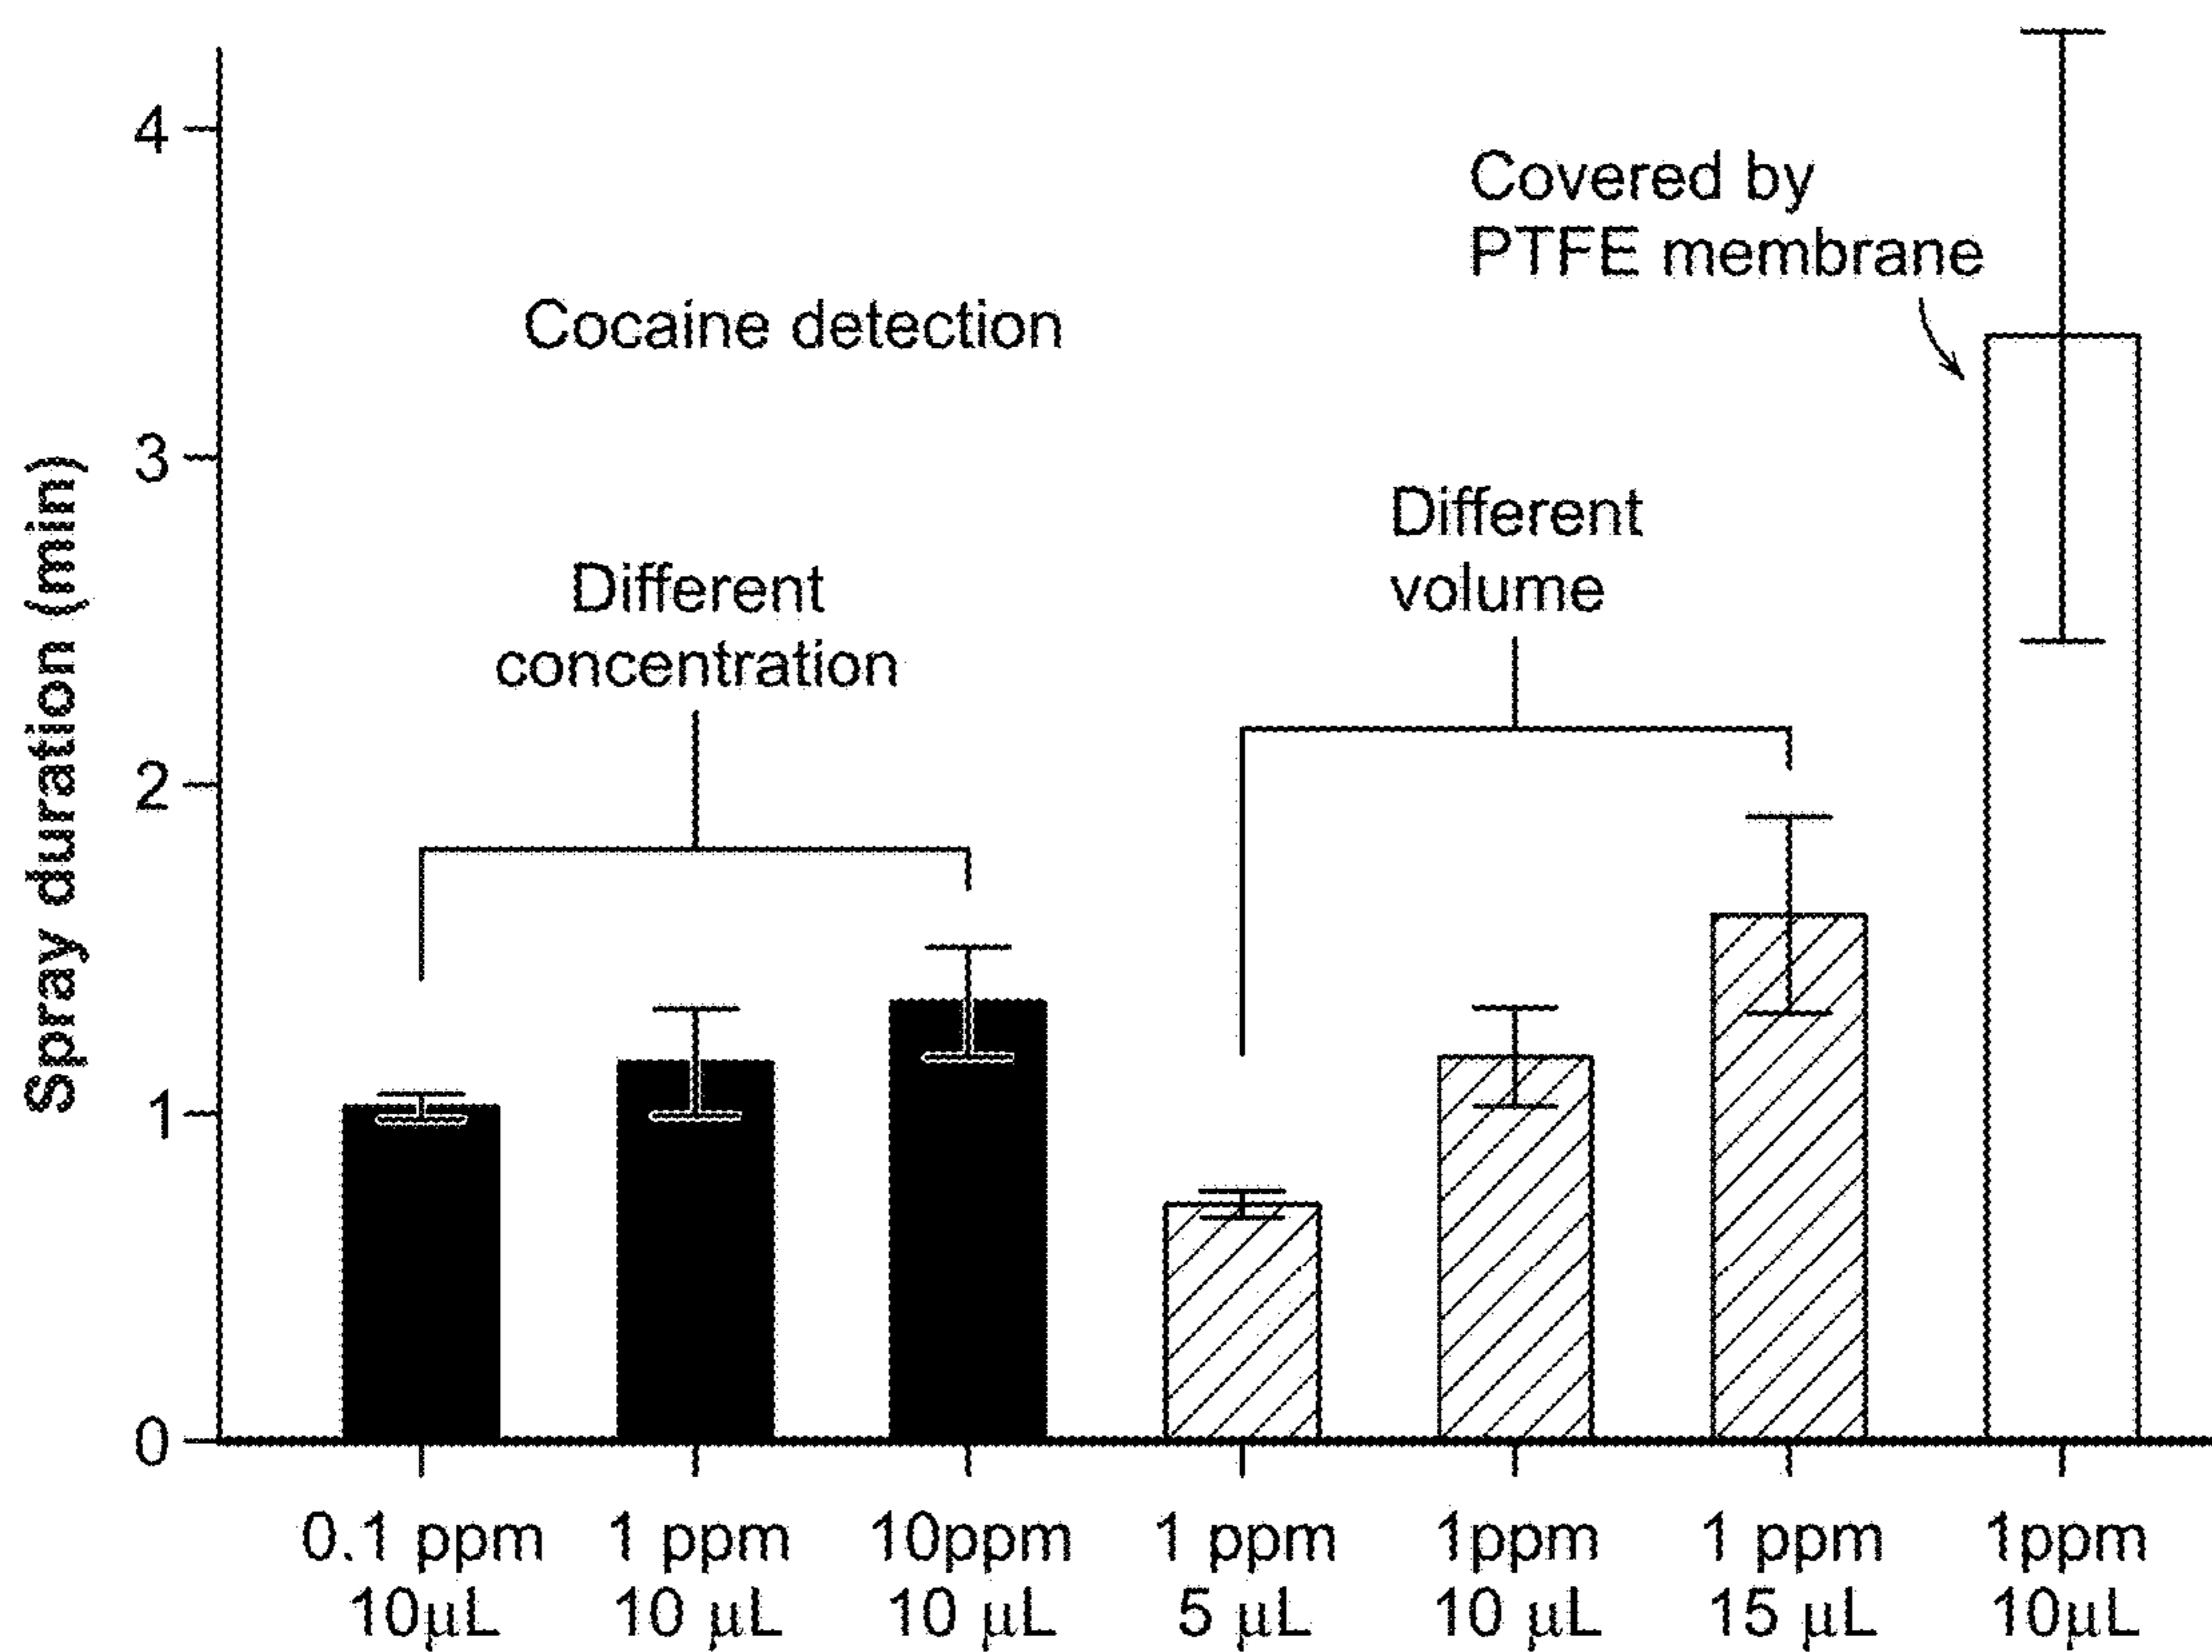 Spray duration (min)
4
3
2
1
0
Cocaine detection
Covered by
PTFE membrane
Different
concentration
Different
volume
0.1 ppm 1 ppm 10ppm 1 ppm 1ppm 1 ppm 1ppm
10μL 10 μL 10 μL 5 μL 10 μL 15 μL 10μL